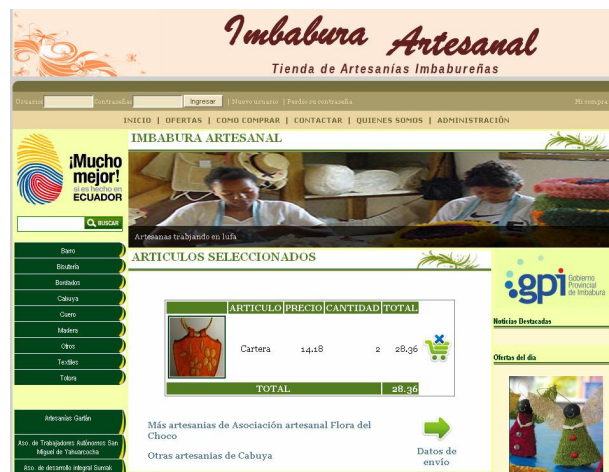 Imbabura Artesanal
Tienda de Artesanías Imbabureñas
Usuario Contraseña Ingresar | Nuevo usuario | Perdio su contraseña Mi compra
INICIO | OFERTAS | COMO COMPRAR | CONTACTAR | QUIENES SOMOS | ADMINISTRACIÓN
¡Mucho
mejor!
si es hecho en
ECUADOR
BUSCAR
Barro
Bisutería
Bordados
Cabuya
Cuero
Madera
Otros
Textiles
Totora
Artesanías Gartán
Aso. de Trabajadores Autónomos San
Miguel de Yahuarcocha
Aso. de desarrollo integral Sumak
IMBABURA ARTESANAL
Artesanas trabjando en lufa
ARTICULOS SELECCIONADOS
ARTICULO PRECIO CANTIDAD TOTAL
Cartera 14.18 2 28.36
TOTAL 28.36
Más artesanias de Asociación artesanal Flora del
Choco
Otras artesanias de Cabuya
Datos de
envío
gpi Gobierno
Provincial
de Imbabura
Noticias Destacadas
Ofertas del día